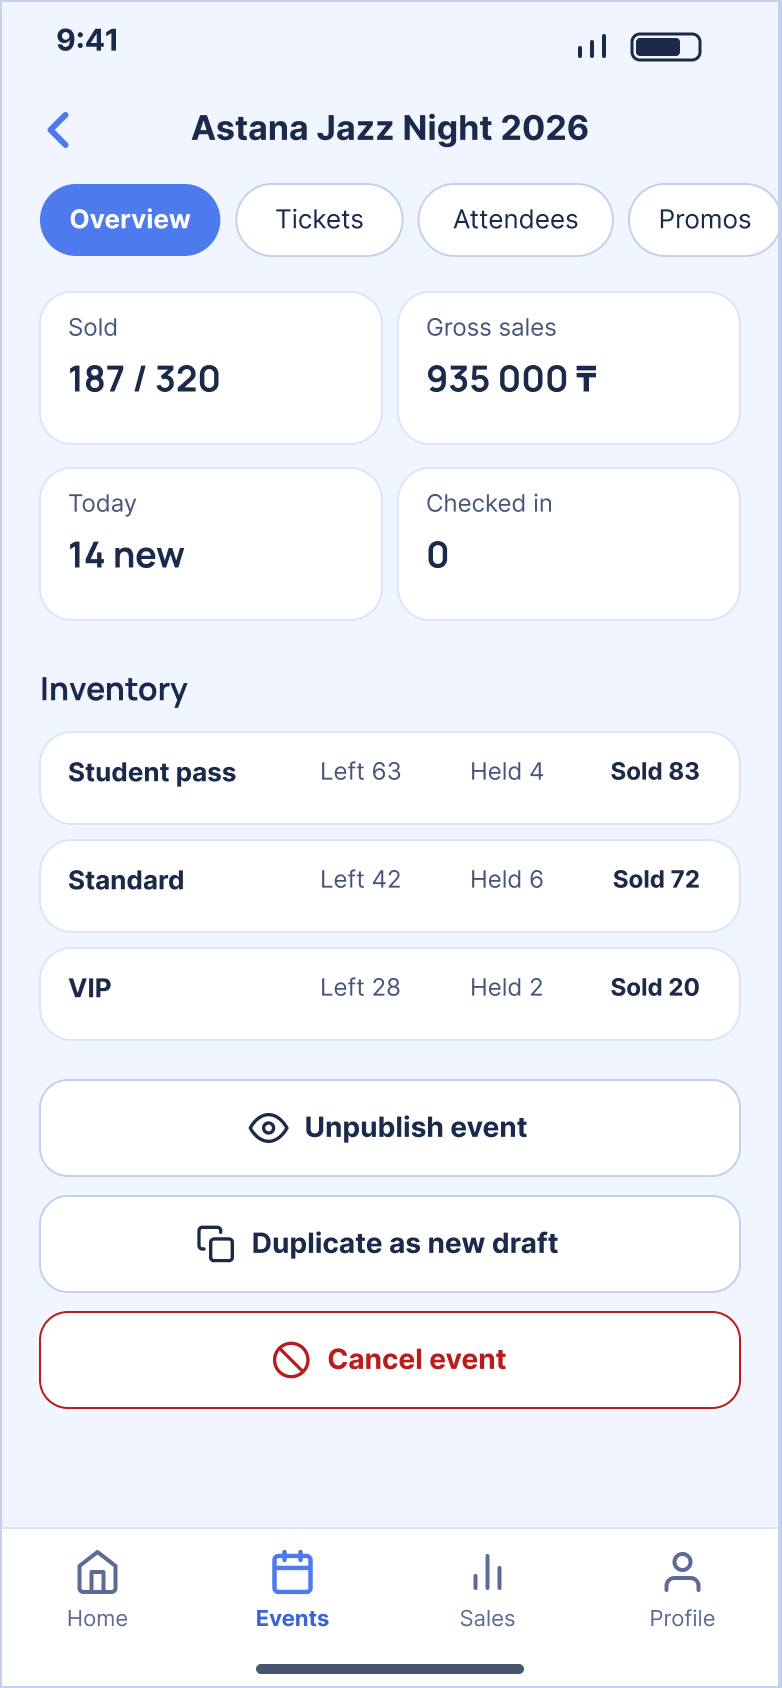 9:41
Astana Jazz Night 2026
Overview Tickets Attendees Promos
Sold Gross sales
187 / 320 935 000 ₸
Today Checked in
14 new 0
Inventory
Student pass Left 63 Held 4 Sold 83
Standard Left 42 Held 6 Sold 72
VIP Left 28 Held 2 Sold 20
Unpublish event
Duplicate as new draft
Cancel event
Home Events Sales Profile